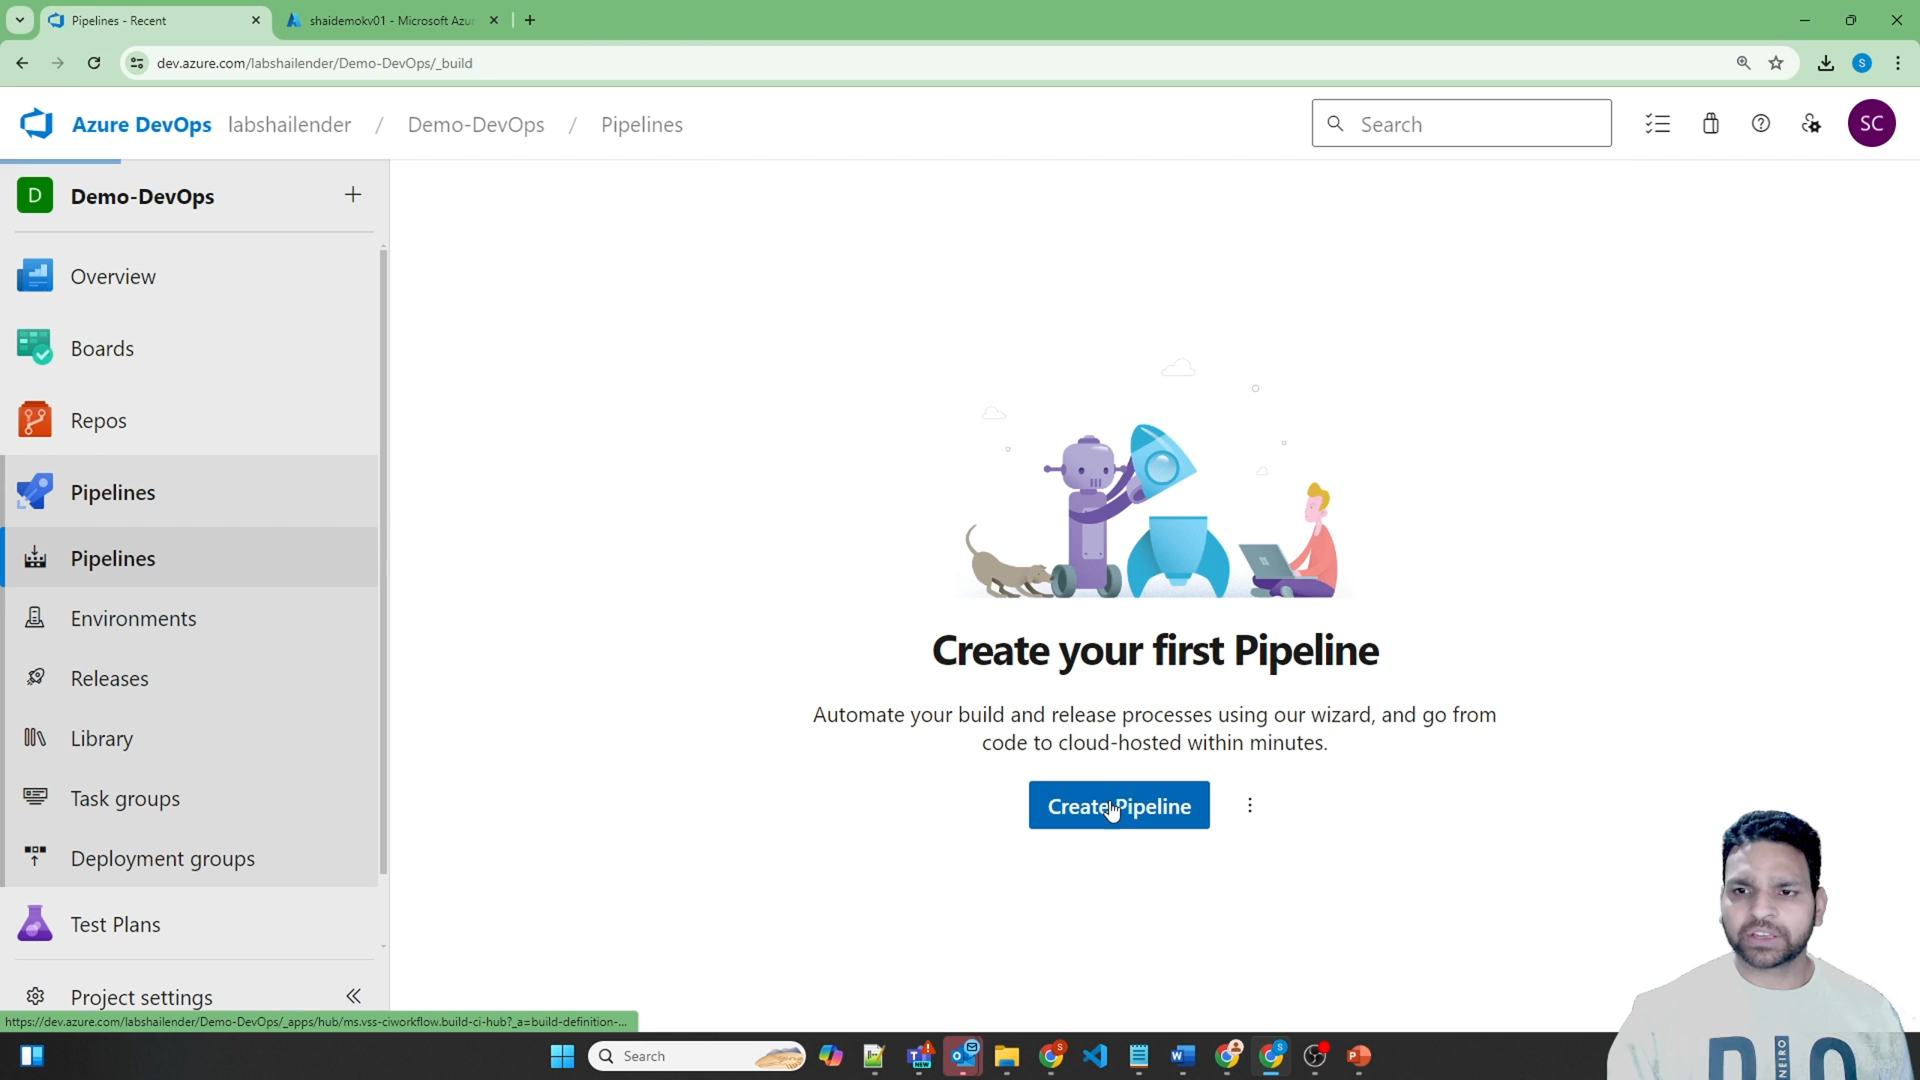 Pipelines - Recent
shaidemokv01 - Microsoft Azu
dev.azure.com/labshailender/Demo-DevOps/_build
S
Azure DevOps labshailender / Demo-DevOps / Pipelines
Search
SC
D Demo-DevOps
Overview
Boards
Repos
Pipelines
Pipelines
Environments
Releases
Library
Task groups
Deployment groups
Test Plans
Project settings
Create your first Pipeline
Automate your build and release processes using our wizard, and go from
code to cloud-hosted within minutes.
Create Pipeline
https://dev.azure.com/labshailender/Demo-DevOps/_apps/hub/ms.vss-ciworkflow.build-ci-hub?_a=build-definition-...
Search